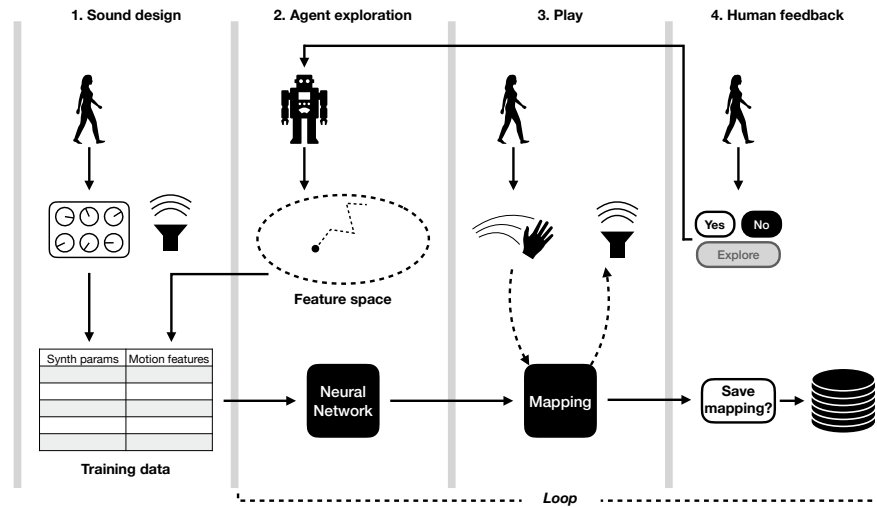 1. Sound design
2. Agent exploration
3. Play
4. Human feedback
Yes
No
Explore
Feature space
Synth params
Motion features
Neural
Network
Mapping
Save
mapping?
Training data
Loop